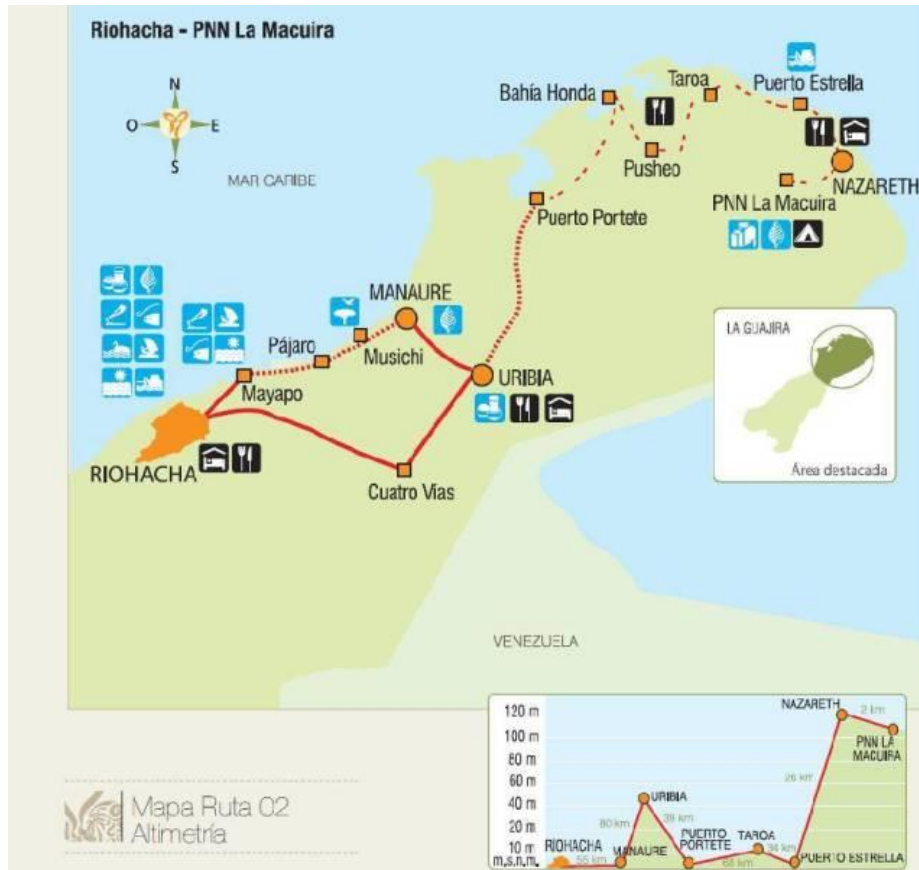 Riohacha - PNN La Macuira
N
O
E
S
MAR CARIBE
Bahía Honda
Taroa
Puerto Estrella
Pusheo
NAZARETH
PNN La Macuira
Puerto Portete
MANAURE
Pájaro
Musichi
Mayapo
URIBIA
RIOHACHA
Cuatro Vías
LA GUAJIRA
Área destacada
VENEZUELA
Mapa Ruta 02
Altimetría
120 m
100 m
80 m
60 m
40 m
20 m
10 m
m.s.n.m.
RIOHACHA
55 km
MANAURE
80 km
URIBIA
39 km
PUERTO
PORTETE
68 km
TAROA
34 km
PUERTO ESTRELLA
26 km
NAZARETH
2 km
PNN LA
MACUIRA